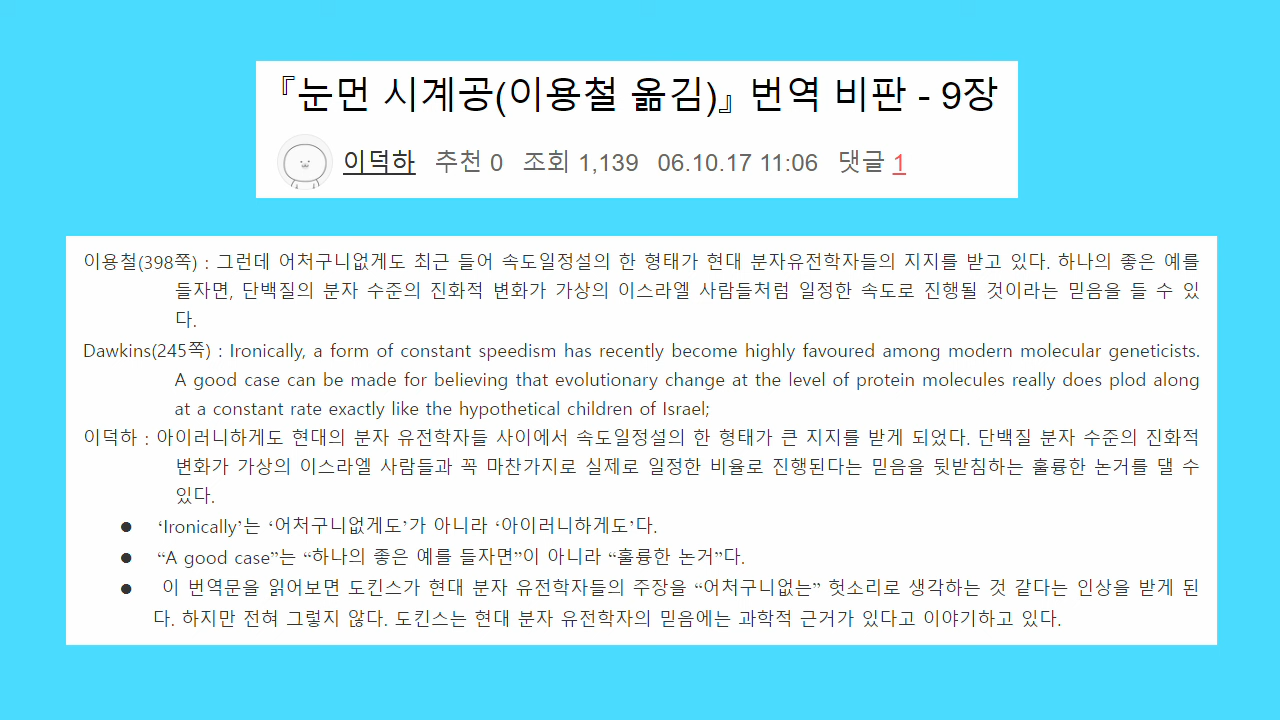 『눈먼 시계공(이용철 옮김)』 번역 비판 - 9장
이덕하 추천 0 조회 1,139 06.10.17 11:06 댓글 1
이용철(398쪽) : 그런데 어처구니없게도 최근 들어 속도일정설의 한 형태가 현대 분자유전학자들의 지지를 받고 있다. 하나의 좋은 예를
들자면, 단백질의 분자 수준의 진화적 변화가 가상의 이스라엘 사람들처럼 일정한 속도로 진행될 것이라는 믿음을 들 수 있
다.
Dawkins(245쪽) : Ironically, a form of constant speedism has recently become highly favoured among modern molecular geneticists.
A good case can be made for believing that evolutionary change at the level of protein molecules really does plod along
at a constant rate exactly like the hypothetical children of Israel;
이덕하 : 아이러니하게도 현대의 분자 유전학자들 사이에서 속도일정설의 한 형태가 큰 지지를 받게 되었다. 단백질 분자 수준의 진화적
변화가 가상의 이스라엘 사람들과 꼭 마찬가지로 실제로 일정한 비율로 진행된다는 믿음을 뒷받침하는 훌륭한 논거를 댈 수
있다.
● ‘Ironically’는 ‘어처구니없게도’가 아니라 ‘아이러니하게도’다.
● “A good case”는 “하나의 좋은 예를 들자면”이 아니라 “훌륭한 논거”다.
● 이 번역문을 읽어보면 도킨스가 현대 분자 유전학자들의 주장을 “어처구니없는” 헛소리로 생각하는 것 같다는 인상을 받게 된
다. 하지만 전혀 그렇지 않다. 도킨스는 현대 분자 유전학자의 믿음에는 과학적 근거가 있다고 이야기하고 있다.